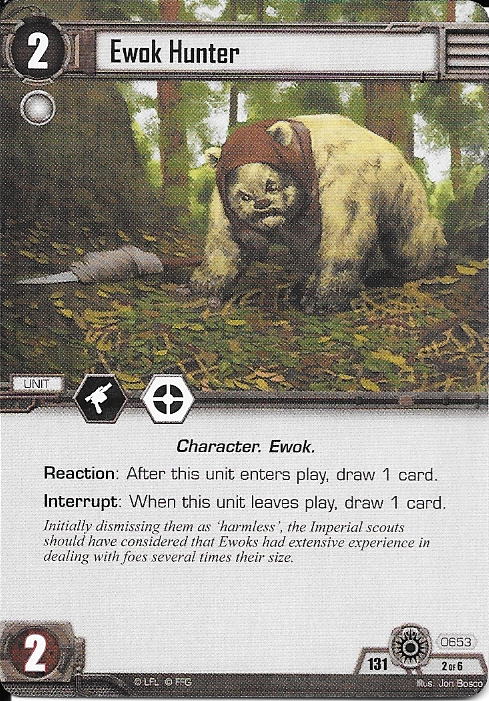 2
Ewok Hunter
UNIT
Character. Ewok.
Reaction: After this unit enters play, draw 1 card.
Interrupt: When this unit leaves play, draw 1 card.
Initially dismissing them as ‘harmless’, the Imperial scouts
should have considered that Ewoks had extensive experience in
dealing with foes several times their size.
2
0653
131
2 OF 6
© LFL © FFG
Illus. Jon Bosco